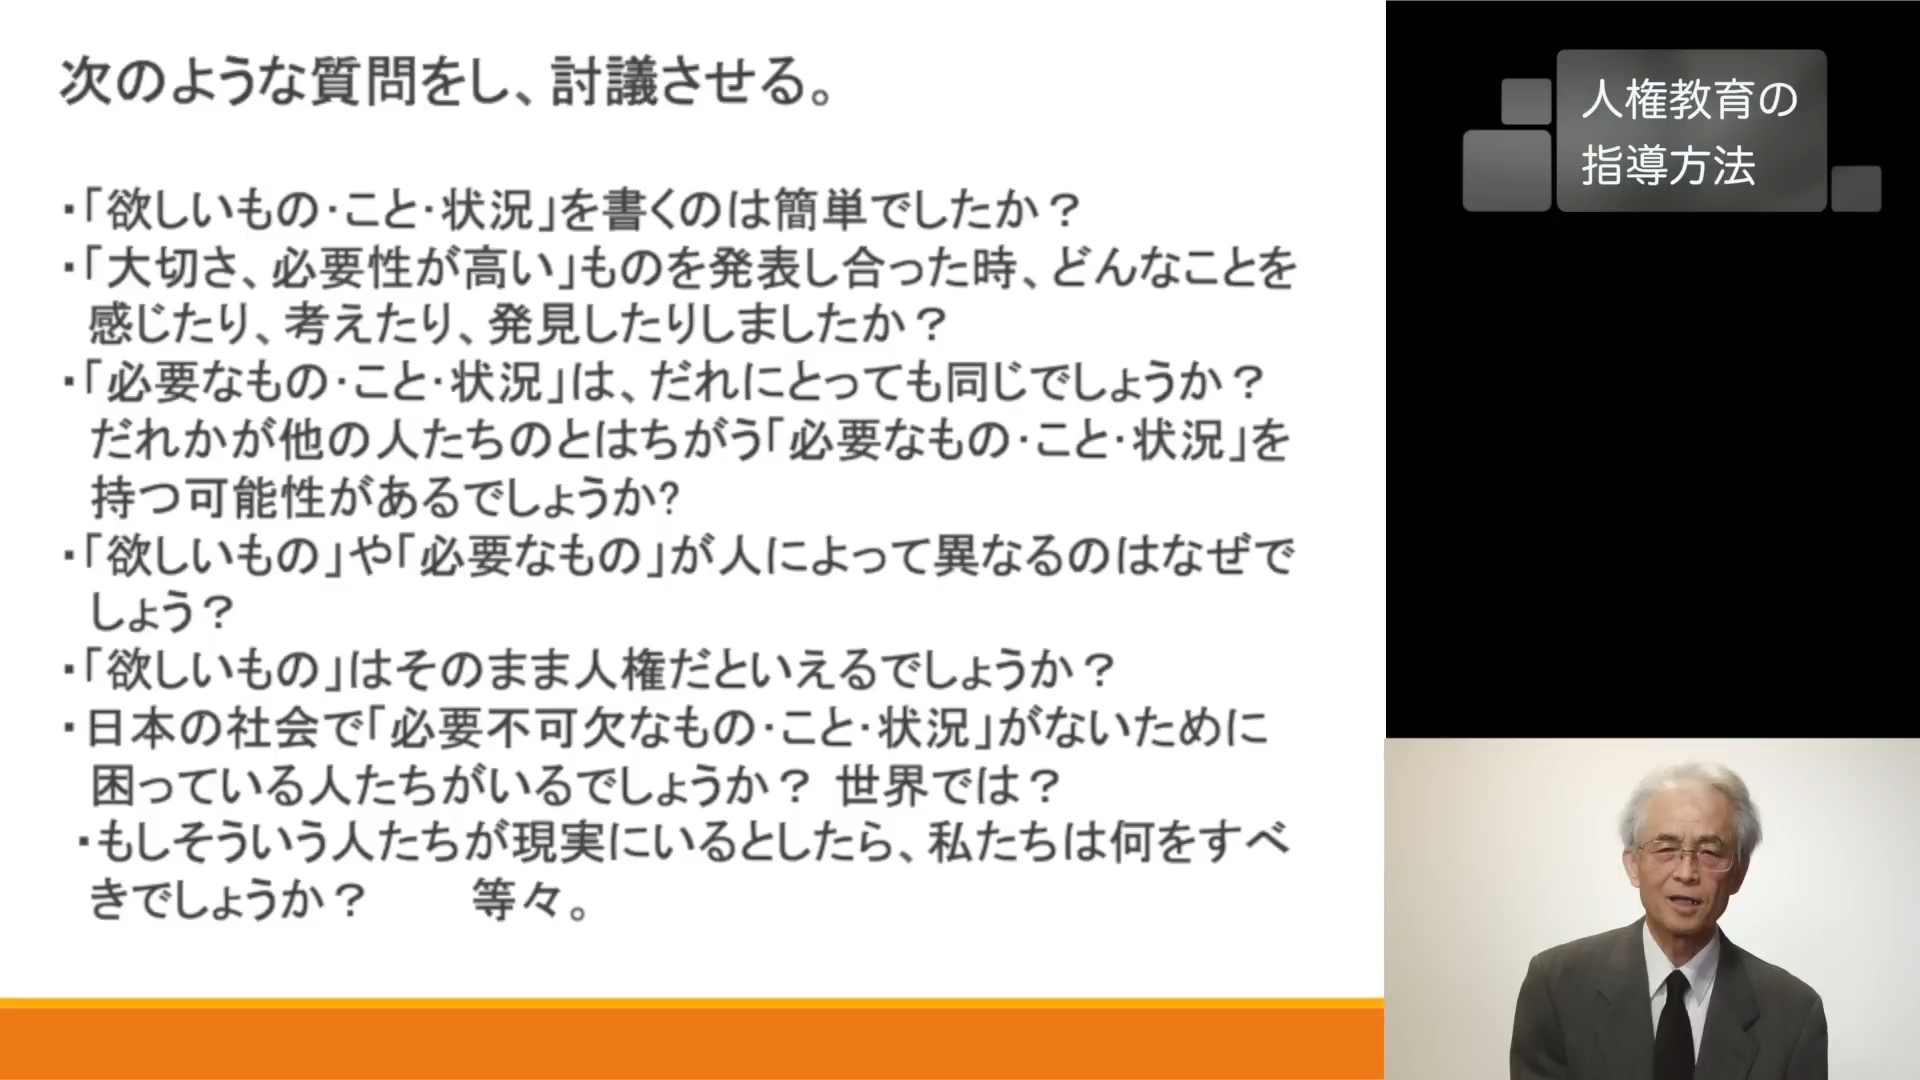 次のような質問をし、討議させる。
・「欲しいもの・こと・状況」を書くのは簡単でしたか？
・「大切さ、必要性が高い」ものを発表し合った時、どんなことを
感じたり、考えたり、発見したりしましたか？
・「必要なもの・こと・状況」は、だれにとっても同じでしょうか？
だれかが他の人たちのとはちがう「必要なもの・こと・状況」を
持つ可能性があるでしょうか?
・「欲しいもの」や「必要なもの」が人によって異なるのはなぜで
しょう？
・「欲しいもの」はそのまま人権だといえるでしょうか？
・日本の社会で「必要不可欠なもの・こと・状況」がないために
困っている人たちがいるでしょうか？ 世界では？
・もしそういう人たちが現実にいるとしたら、私たちは何をすべ
きでしょうか？　　等々。
人権教育の
指導方法